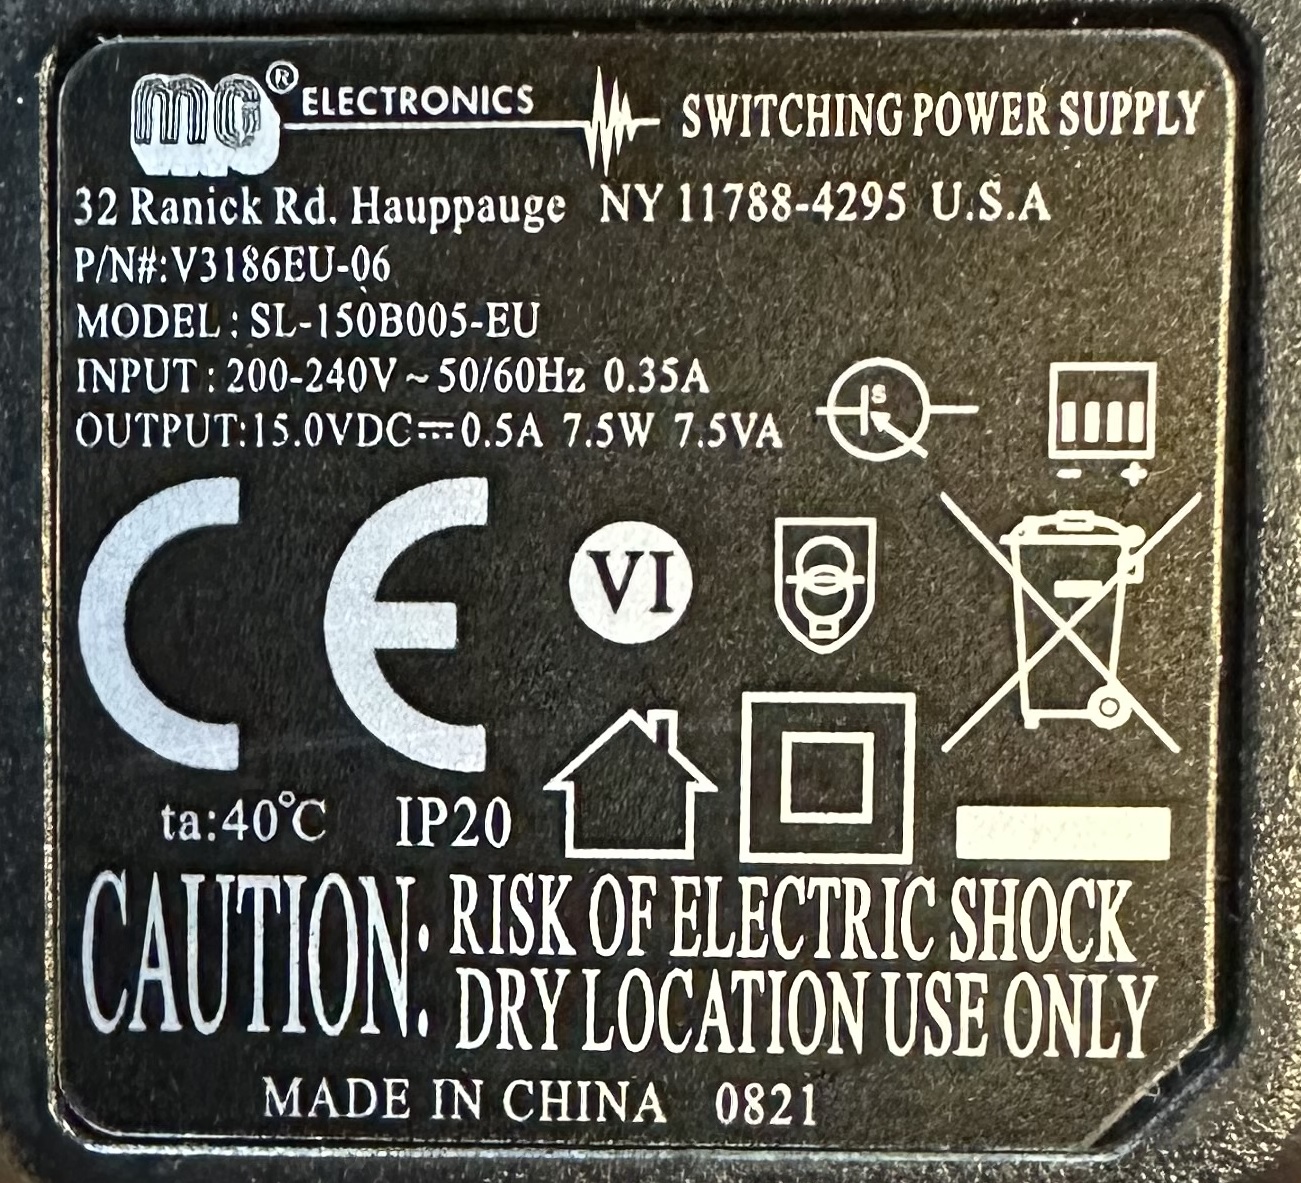 MG® ELECTRONICS SWITCHING POWER SUPPLY
32 Ranick Rd. Hauppauge NY 11788-4295 U.S.A
P/N#:V3186EU-06
MODEL : SL-150B005-EU
INPUT : 200-240V ~ 50/60Hz 0.35A
OUTPUT:15.0VDC⎓0.5A 7.5W 7.5VA
S
- +
CE
VI
ta:40°C IP20
CAUTION: RISK OF ELECTRIC SHOCK
DRY LOCATION USE ONLY
MADE IN CHINA 0821